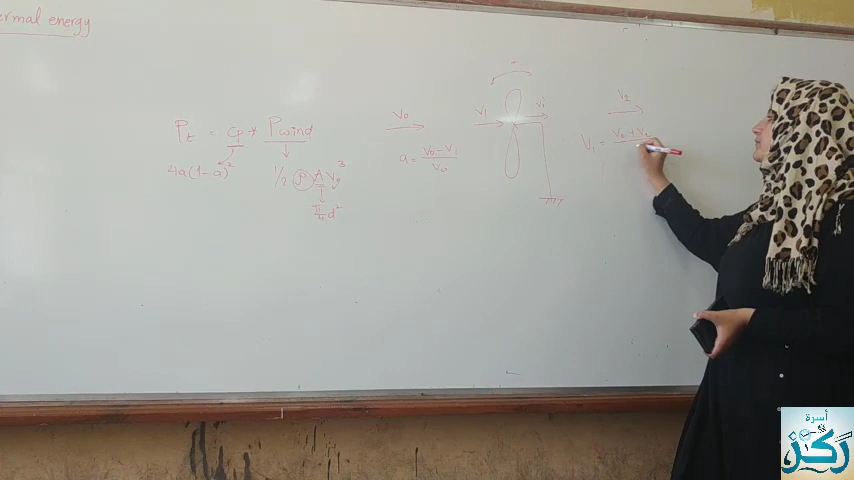 ermal energy
Pt = Cp * Pwind
4a(1-a)²
1/2 ρ A V₀³
π/4 d²
V₀
a = V₀-V₁ / V₀
V₁
V₁
V₂
V₁ = V₀+V₂
أسرة
ركز